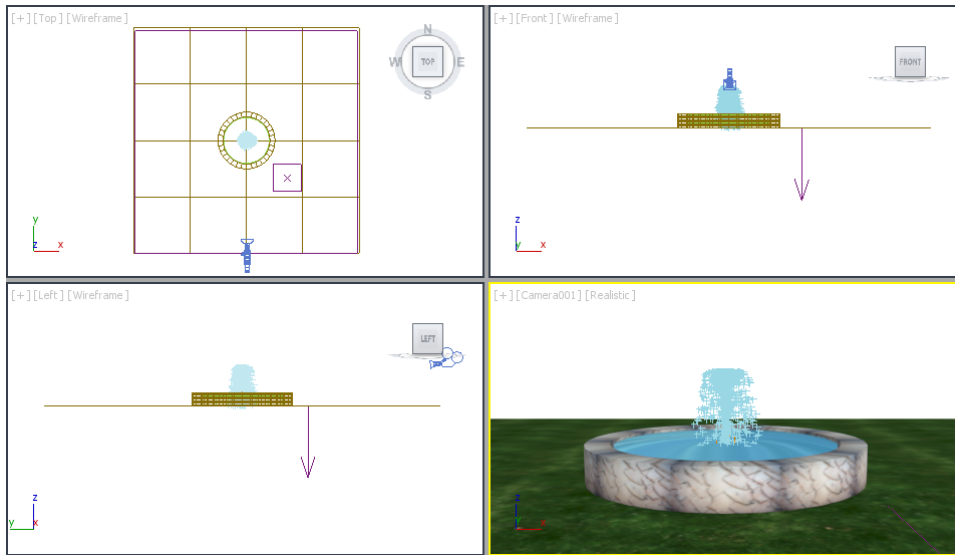 [+] [Top] [Wireframe]
N
W
TOP
E
S
y
z
x
[+] [Front] [Wireframe]
FRONT
z
y
x
[+] [Left] [Wireframe]
LEFT
z
y
x
[+] [Camera001] [Realistic]
z
y
x